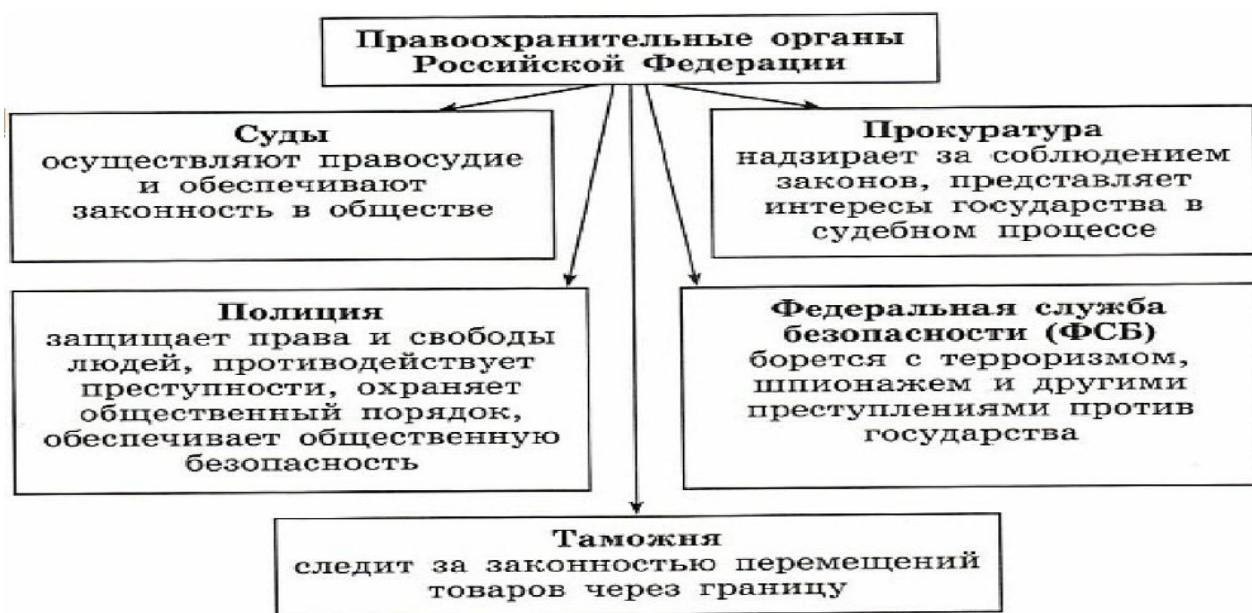 Правоохранительные органы
Российской Федерации
Суды
осуществляют правосудие
и обеспечивают
законность в обществе
Прокуратура
надзирает за соблюдением
законов, представляет
интересы государства в
судебном процессе
Полиция
защищает права и свободы
людей, противодействует
преступности, охраняет
общественный порядок,
обеспечивает общественную
безопасность
Федеральная служба
безопасности (ФСБ)
борется с терроризмом,
шпионажем и другими
преступлениями против
государства
Таможня
следит за законностью перемещений
товаров через границу